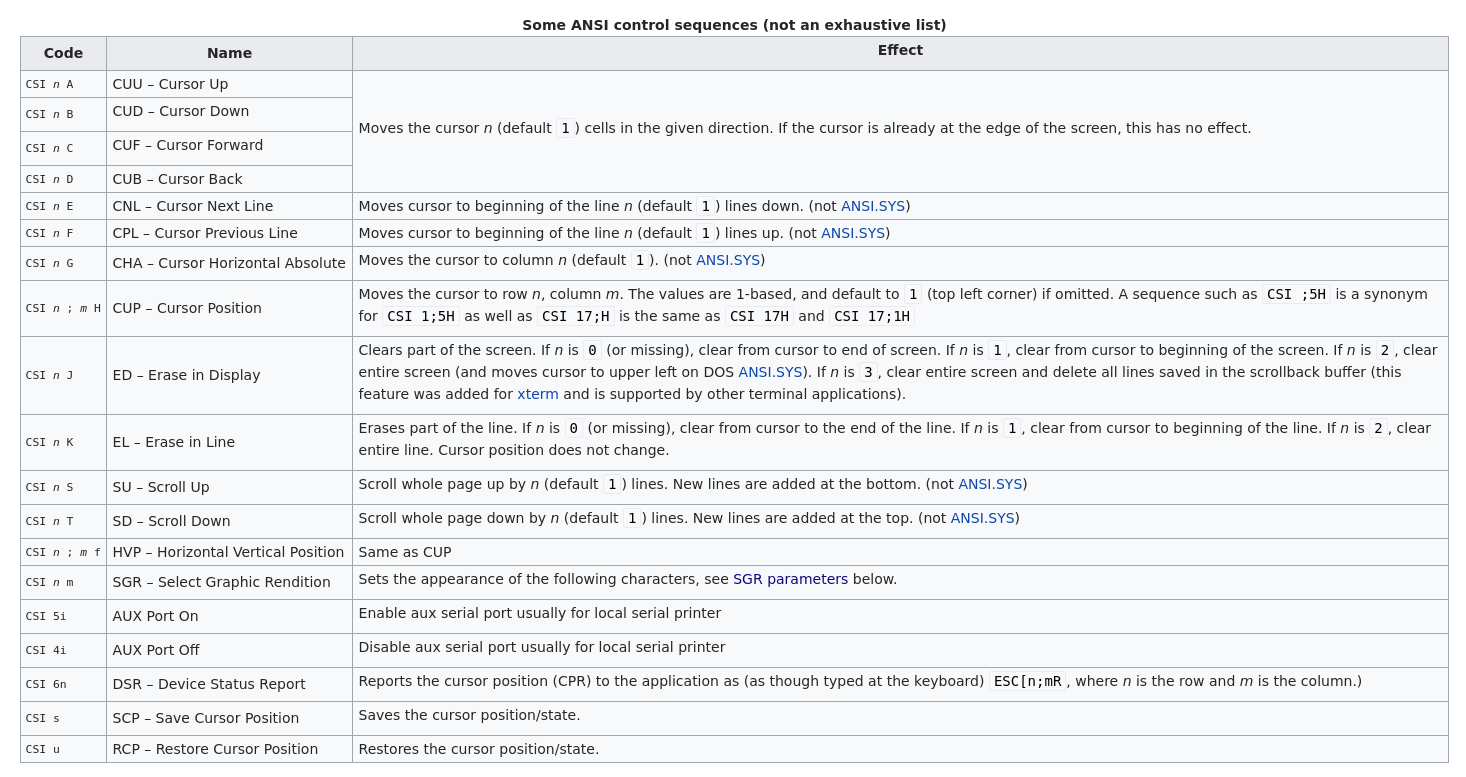 Some ANSI control sequences (not an exhaustive list)
Code Name Effect
CSI n A CUU – Cursor Up
CSI n B CUD – Cursor Down
Moves the cursor n (default 1) cells in the given direction. If the cursor is already at the edge of the screen, this has no effect.
CSI n C CUF – Cursor Forward
CSI n D CUB – Cursor Back
CSI n E CNL – Cursor Next Line Moves cursor to beginning of the line n (default 1) lines down. (not ANSI.SYS)
CSI n F CPL – Cursor Previous Line Moves cursor to beginning of the line n (default 1) lines up. (not ANSI.SYS)
CSI n G CHA – Cursor Horizontal Absolute Moves the cursor to column n (default 1). (not ANSI.SYS)
CSI n ; m H CUP – Cursor Position Moves the cursor to row n, column m. The values are 1-based, and default to 1 (top left corner) if omitted. A sequence such as CSI ;5H is a synonym
for CSI 1;5H as well as CSI 17;H is the same as CSI 17H and CSI 17;1H
CSI n J ED – Erase in Display Clears part of the screen. If n is 0 (or missing), clear from cursor to end of screen. If n is 1, clear from cursor to beginning of the screen. If n is 2, clear
entire screen (and moves cursor to upper left on DOS ANSI.SYS). If n is 3, clear entire screen and delete all lines saved in the scrollback buffer (this
feature was added for xterm and is supported by other terminal applications).
CSI n K EL – Erase in Line Erases part of the line. If n is 0 (or missing), clear from cursor to the end of the line. If n is 1, clear from cursor to beginning of the line. If n is 2, clear
entire line. Cursor position does not change.
CSI n S SU – Scroll Up Scroll whole page up by n (default 1) lines. New lines are added at the bottom. (not ANSI.SYS)
CSI n T SD – Scroll Down Scroll whole page down by n (default 1) lines. New lines are added at the top. (not ANSI.SYS)
CSI n ; m f HVP – Horizontal Vertical Position Same as CUP
CSI n m SGR – Select Graphic Rendition Sets the appearance of the following characters, see SGR parameters below.
CSI 5i AUX Port On Enable aux serial port usually for local serial printer
CSI 4i AUX Port Off Disable aux serial port usually for local serial printer
CSI 6n DSR – Device Status Report Reports the cursor position (CPR) to the application as (as though typed at the keyboard) ESC[n;mR, where n is the row and m is the column.)
CSI s SCP – Save Cursor Position Saves the cursor position/state.
CSI u RCP – Restore Cursor Position Restores the cursor position/state.